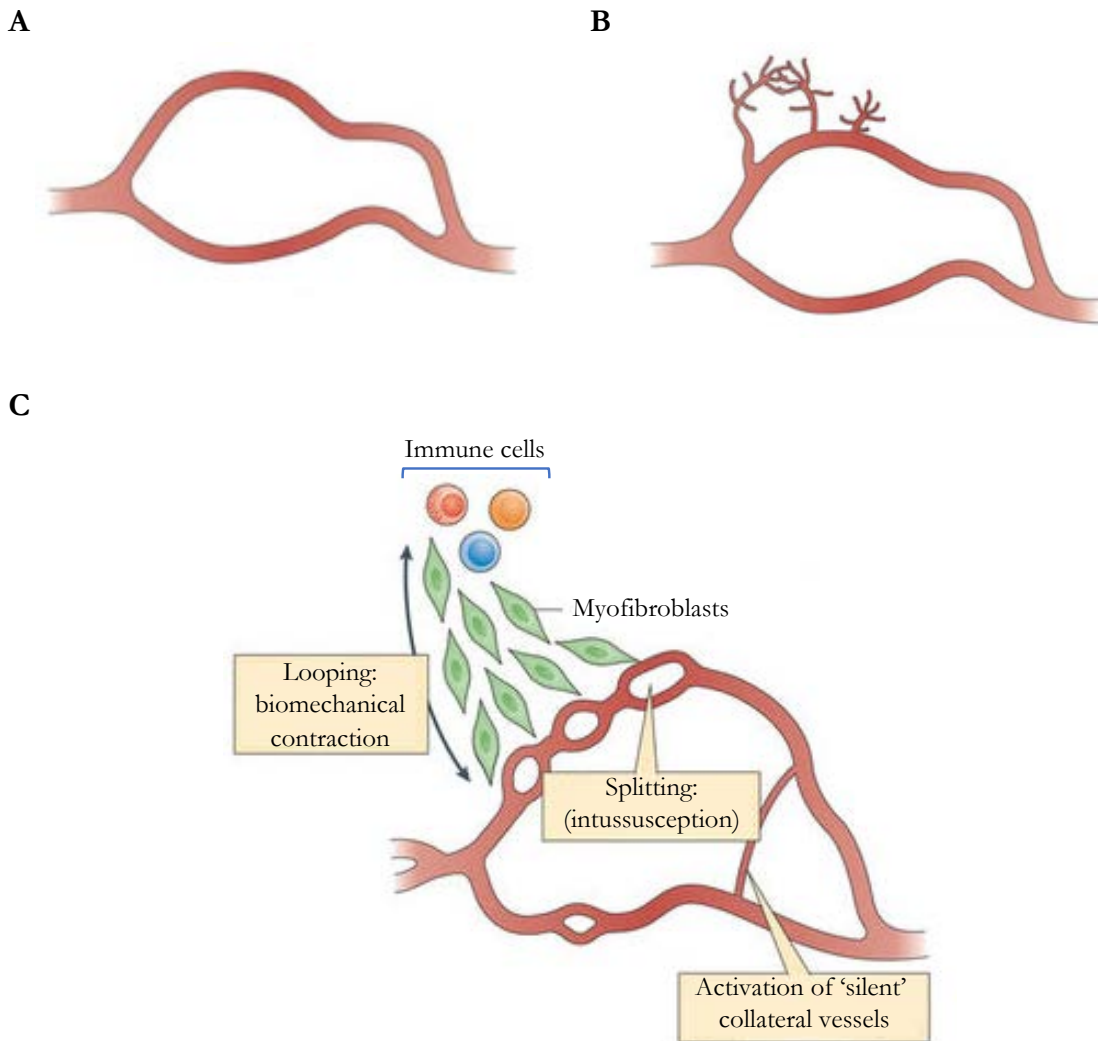 A
B
C
Immune cells
Myofibroblasts
Looping:
biomechanical
contraction
Splitting:
(intussusception)
Activation of ‘silent’
collateral vessels